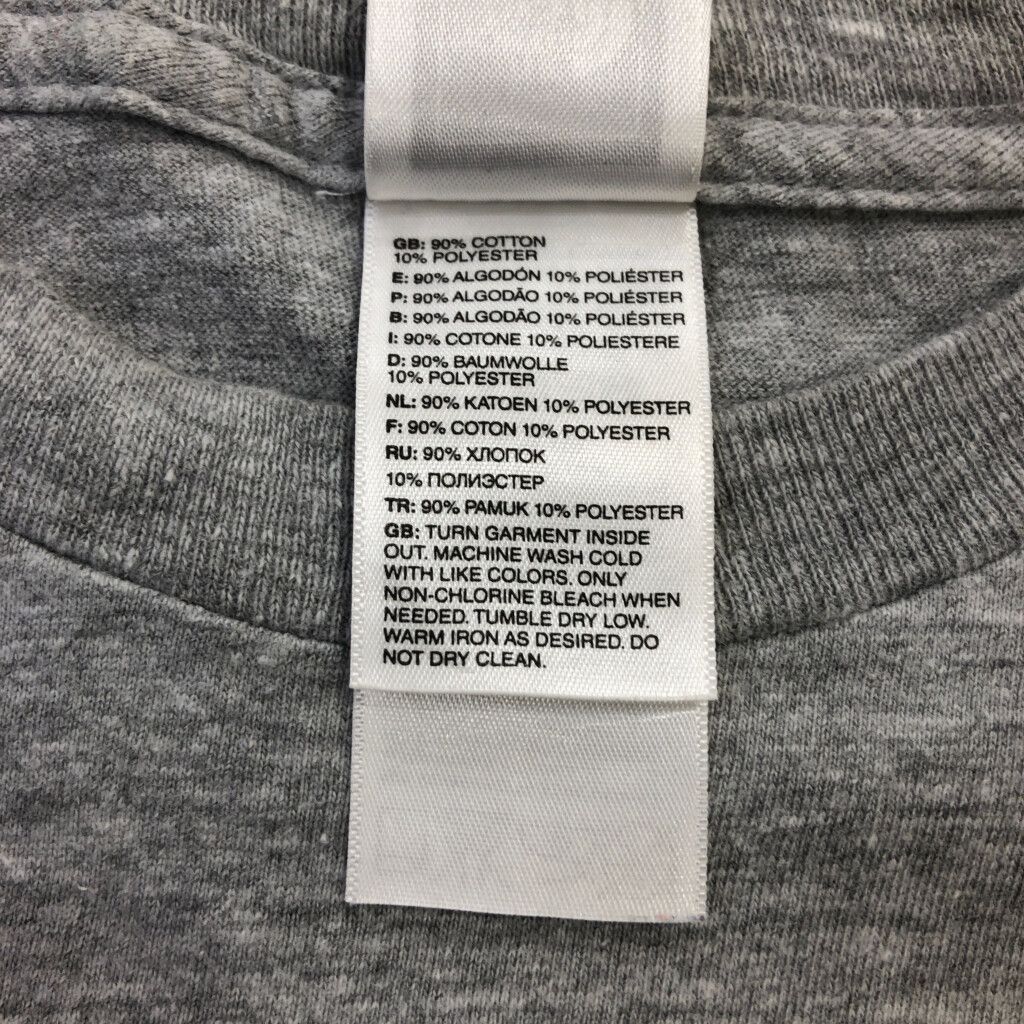 GB: 90% COTTON
10% POLYESTER
E: 90% ALGODÓN 10% POLIÉSTER
P: 90% ALGODÃO 10% POLIÉSTER
B: 90% ALGODÃO 10% POLIÉSTER
I: 90% COTONE 10% POLIESTERE
D: 90% BAUMWOLLE
10% POLYESTER
NL: 90% KATOEN 10% POLYESTER
F: 90% COTON 10% POLYESTER
RU: 90% ХЛОПОК
10% ПОЛИЭСТЕР
TR: 90% PAMUK 10% POLYESTER
GB: TURN GARMENT INSIDE
OUT. MACHINE WASH COLD
WITH LIKE COLORS. ONLY
NON-CHLORINE BLEACH WHEN
NEEDED. TUMBLE DRY LOW.
WARM IRON AS DESIRED. DO
NOT DRY CLEAN.